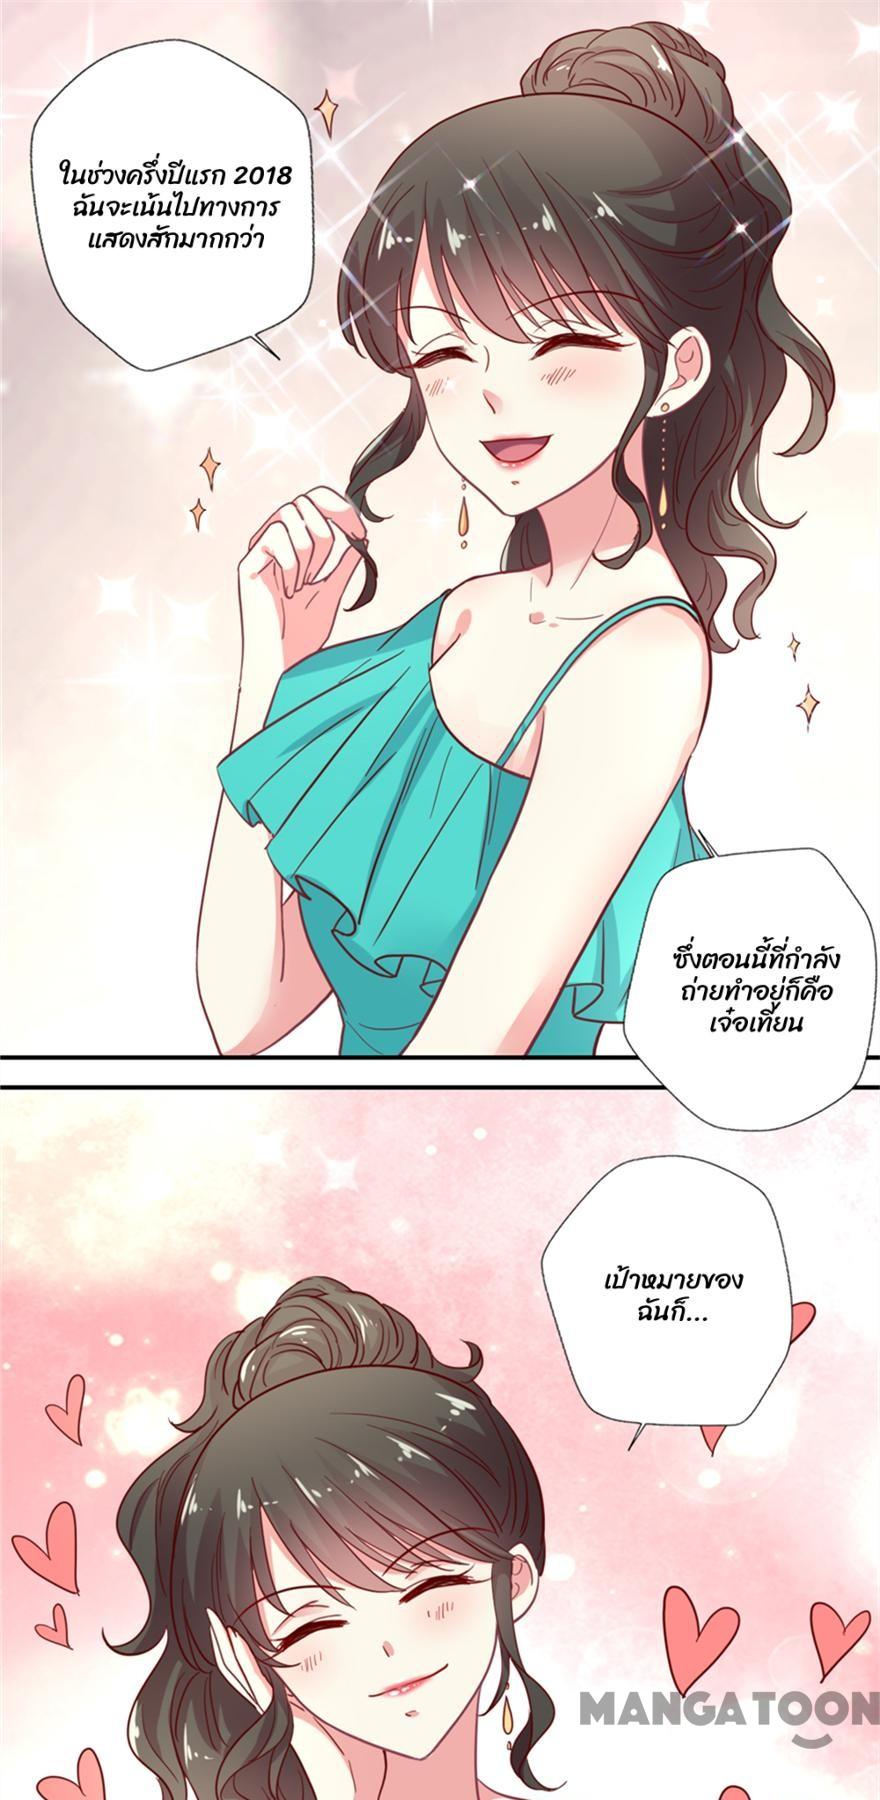 ในช่วงครึ่งปีแรก 2018
ฉันจะเน้นไปทางการ
แสดงสักมากกว่า
ซึ่งตอนนี้ที่กำลัง
ถ่ายทำอยู่ก็คือ
เจ๋อเทียน
เป้าหมายของ
ฉันก็...
MANGATOON